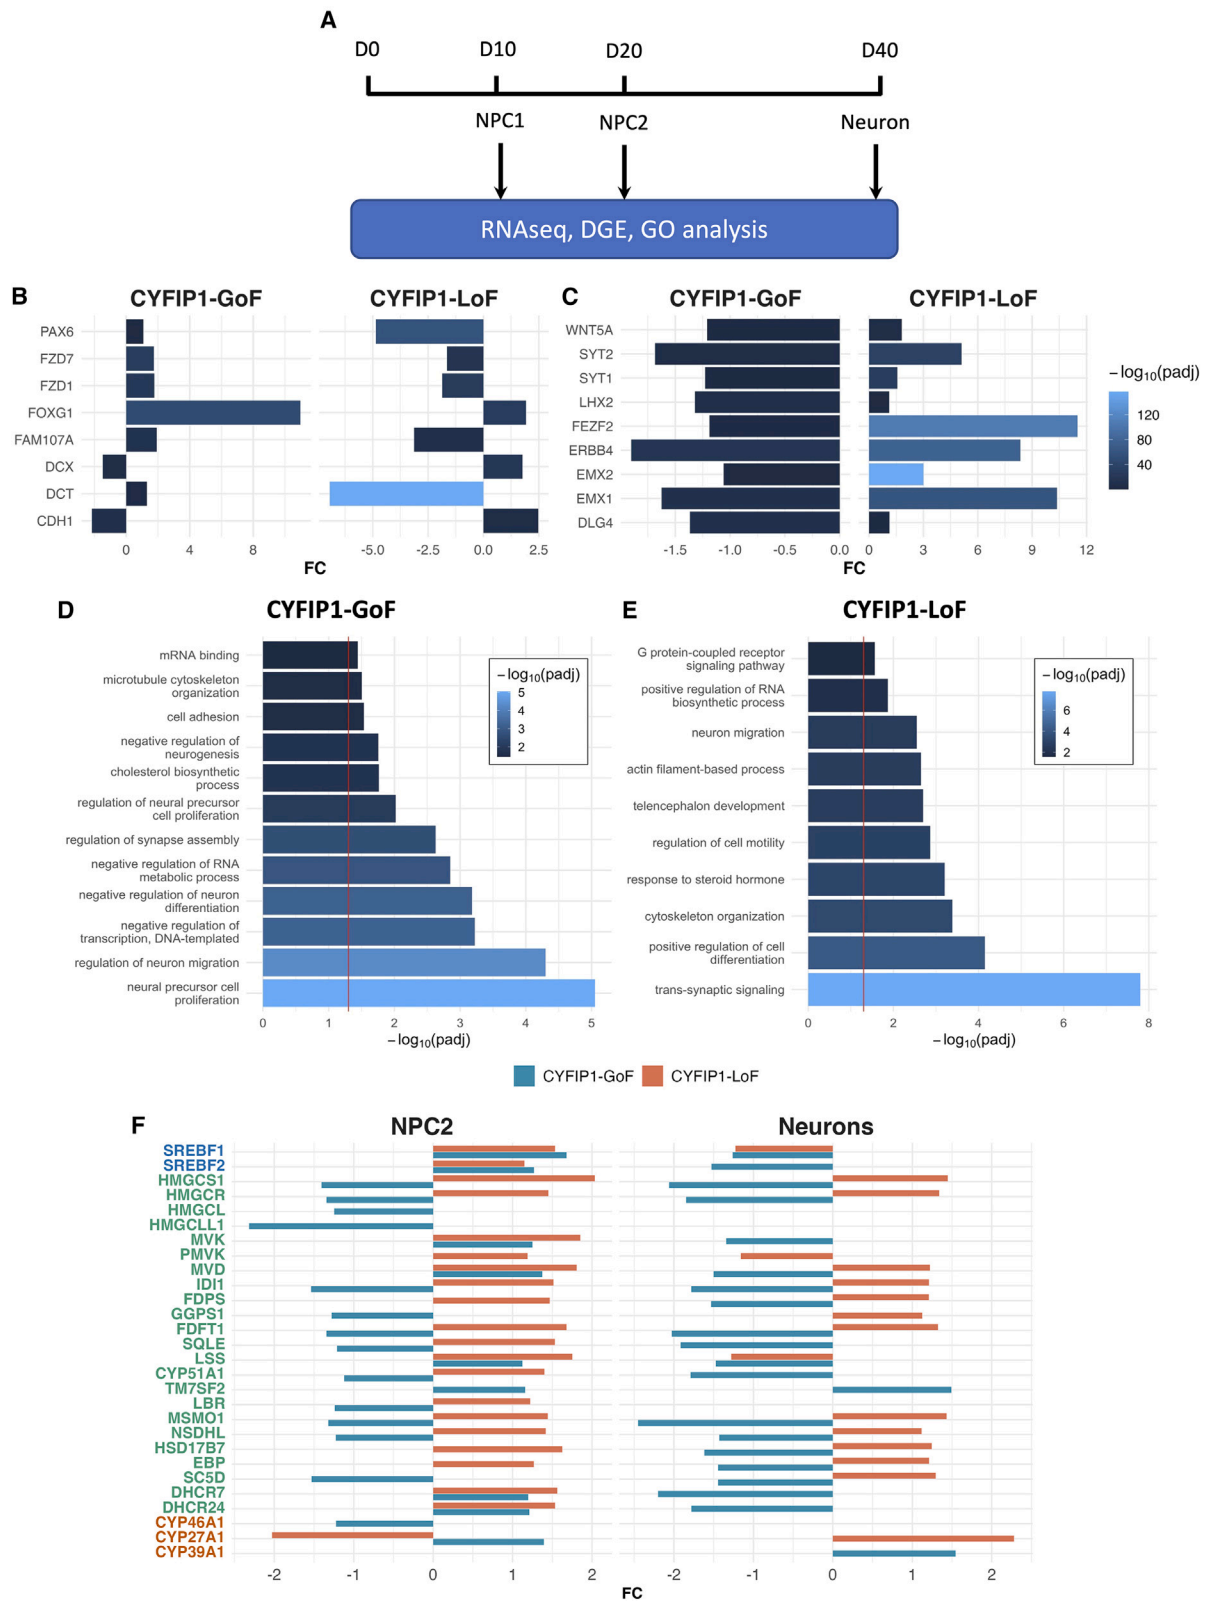 A
D0 D10 D20 D40
NPC1 NPC2 Neuron
RNAseq, DGE, GO analysis
B
CYFIP1-GoF CYFIP1-LoF
PAX6
FZD7
FZD1
FOXG1
FAM107A
DCX
DCT
CDH1
0 4 8 -5.0 -2.5 0.0 2.5
FC
C
CYFIP1-GoF CYFIP1-LoF
WNT5A
SYT2
SYT1
LHX2
FEZF2
ERBB4
EMX2
EMX1
DLG4
-1.5 -1.0 -0.5 0.0 0 3 6 9 12
FC
−log10(padj)
120
80
40
D
CYFIP1-GoF
mRNA binding
microtubule cytoskeleton
organization
cell adhesion
negative regulation of
neurogenesis
cholesterol biosynthetic
process
regulation of neural precursor
cell proliferation
regulation of synapse assembly
negative regulation of RNA
metabolic process
negative regulation of neuron
differentiation
negative regulation of
transcription, DNA-templated
regulation of neuron migration
neural precursor cell
proliferation
0 1 2 3 4 5
−log10(padj)
−log10(padj)
5
4
3
2
E
CYFIP1-LoF
G protein-coupled receptor
signaling pathway
positive regulation of RNA
biosynthetic process
neuron migration
actin filament-based process
telencephalon development
regulation of cell motility
response to steroid hormone
cytoskeleton organization
positive regulation of cell
differentiation
trans-synaptic signaling
0 2 4 6 8
−log10(padj)
−log10(padj)
6
4
2
CYFIP1-GoF CYFIP1-LoF
F
NPC2 Neurons
SREBF1
SREBF2
HMGCS1
HMGCR
HMGCL
HMGCLL1
MVK
PMVK
MVD
IDI1
FDPS
GGPS1
FDFT1
SQLE
LSS
CYP51A1
TM7SF2
LBR
MSMO1
NSDHL
HSD17B7
EBP
SC5D
DHCR7
DHCR24
CYP46A1
CYP27A1
CYP39A1
-2 -1 0 1 2 -2 -1 0 1 2
FC